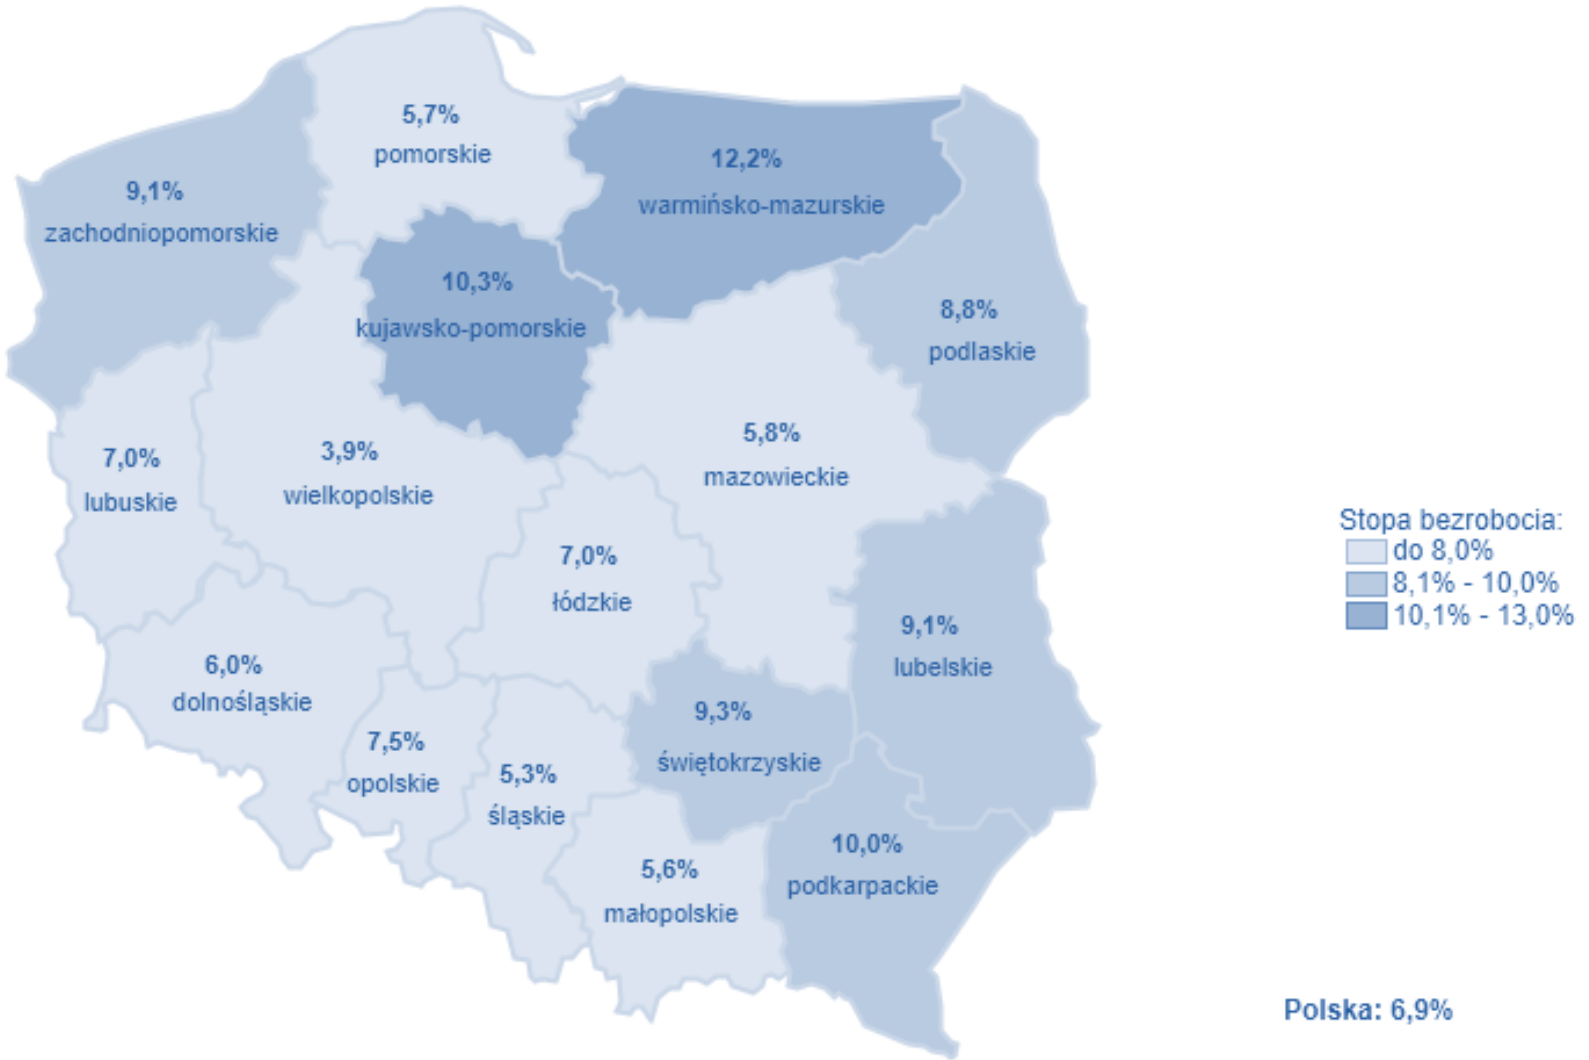 5,7%
pomorskie
12,2%
warmińsko-mazurskie
9,1%
zachodniopomorskie
10,3%
kujawsko-pomorskie
8,8%
podlaskie
7,0%
lubuskie
3,9%
wielkopolskie
5,8%
mazowieckie
7,0%
łódzkie
9,1%
lubelskie
6,0%
dolnośląskie
7,5%
opolskie
5,3%
śląskie
9,3%
świętokrzyskie
5,6%
małopolskie
10,0%
podkarpackie
Stopa bezrobocia:
do 8,0%
8,1% - 10,0%
10,1% - 13,0%
Polska: 6,9%